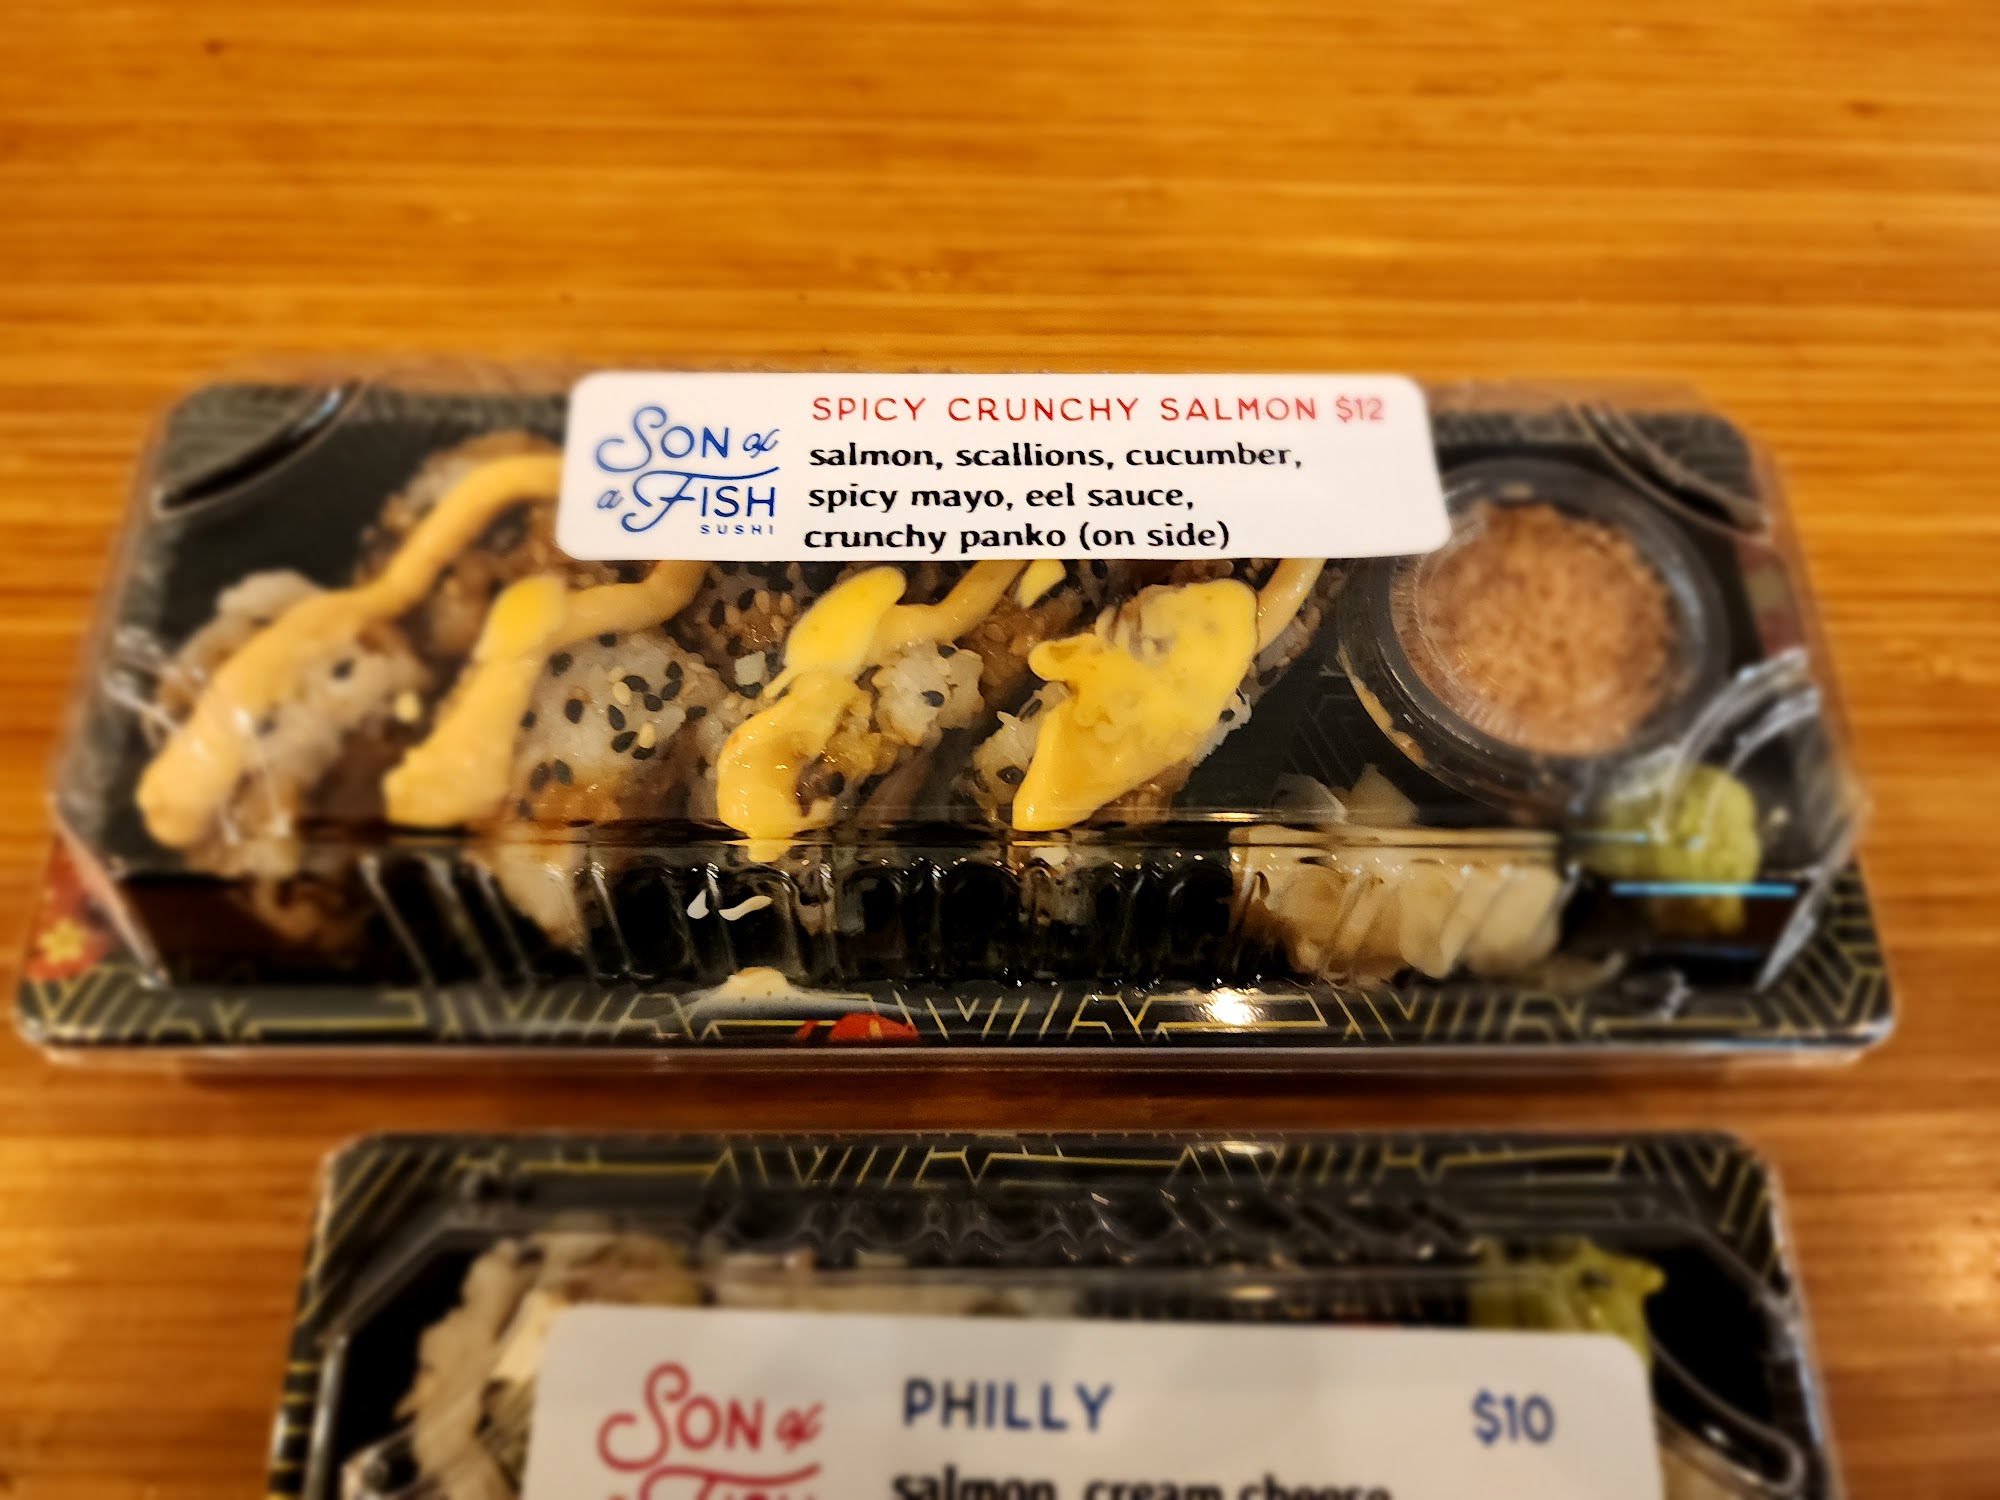 SON of
a FISH
SUSHI
SPICY CRUNCHY SALMON $12
salmon, scallions, cucumber,
spicy mayo, eel sauce,
crunchy panko (on side)
SON of
PHILLY $10
salmon, cream cheese